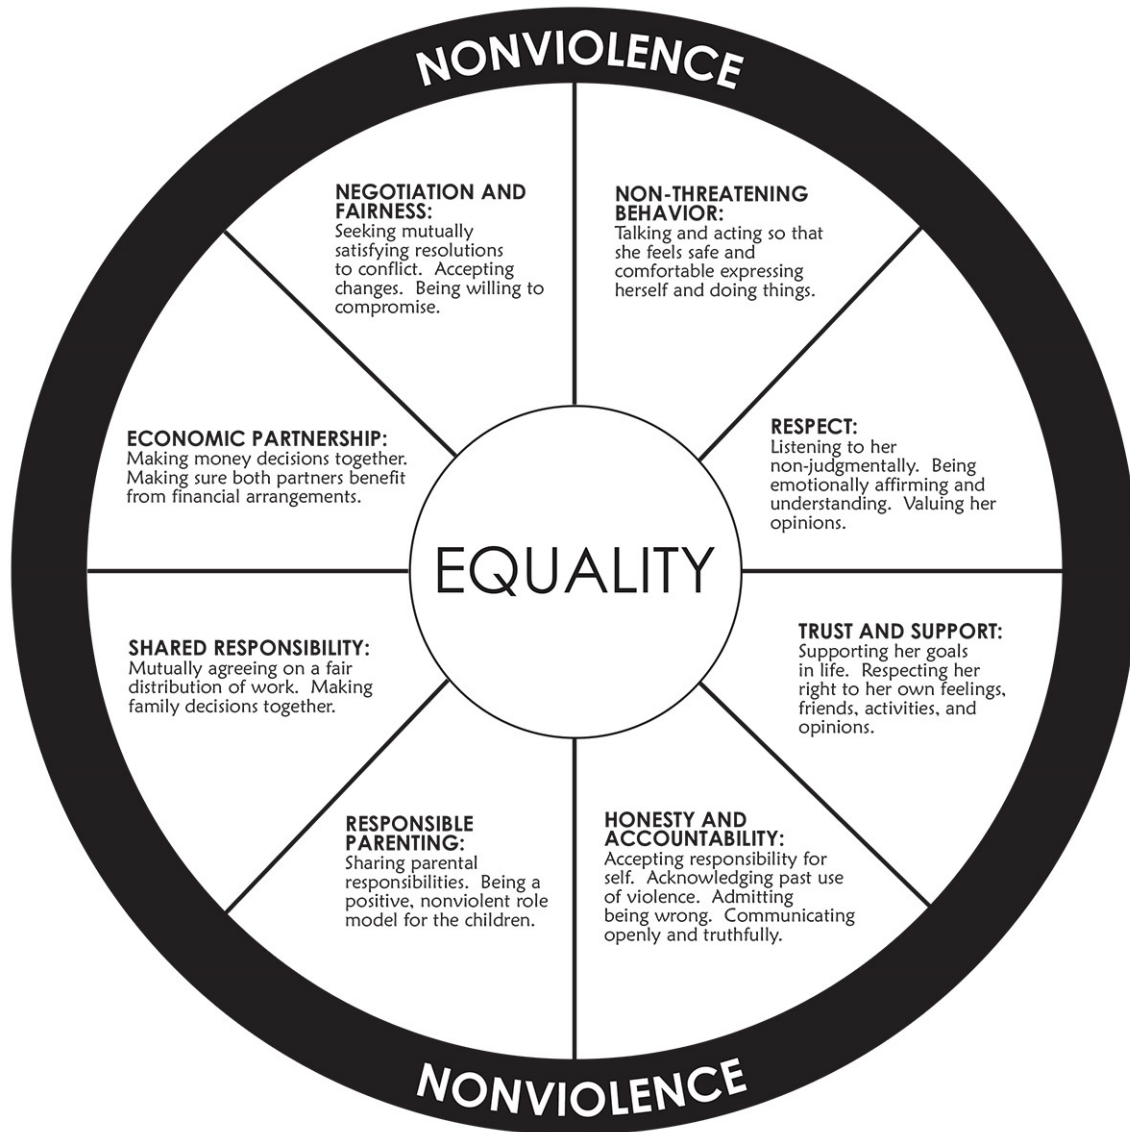 NONVIOLENCE
NEGOTIATION AND
FAIRNESS:
Seeking mutually
satisfying resolutions
to conflict.  Accepting
changes.  Being willing to
compromise.
NON-THREATENING
BEHAVIOR:
Talking and acting so that
she feels safe and
comfortable expressing
herself and doing things.
ECONOMIC PARTNERSHIP:
Making money decisions together.
Making sure both partners benefit
from financial arrangements.
RESPECT:
Listening to her
non-judgmentally.  Being
emotionally affirming and
understanding.  Valuing her
opinions.
EQUALITY
SHARED RESPONSIBILITY:
Mutually agreeing on a fair
distribution of work.  Making
family decisions together.
TRUST AND SUPPORT:
Supporting her goals
in life.  Respecting her
right to her own feelings,
friends, activities, and
opinions.
RESPONSIBLE
PARENTING:
Sharing parental
responsibilities.  Being a
positive, nonviolent role
model for the children.
HONESTY AND
ACCOUNTABILITY:
Accepting responsibility for
self.  Acknowledging past use
of violence.  Admitting
being wrong.  Communicating
openly and truthfully.
NONVIOLENCE